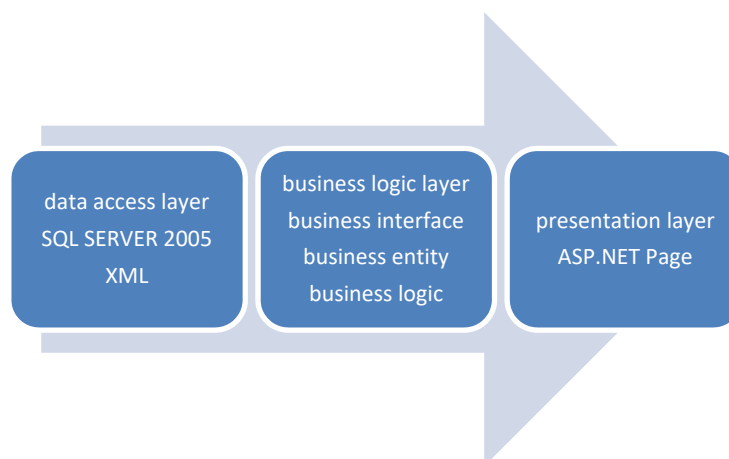 data access layer
SQL SERVER 2005
XML
business logic layer
business interface
business entity
business logic
presentation layer
ASP.NET Page